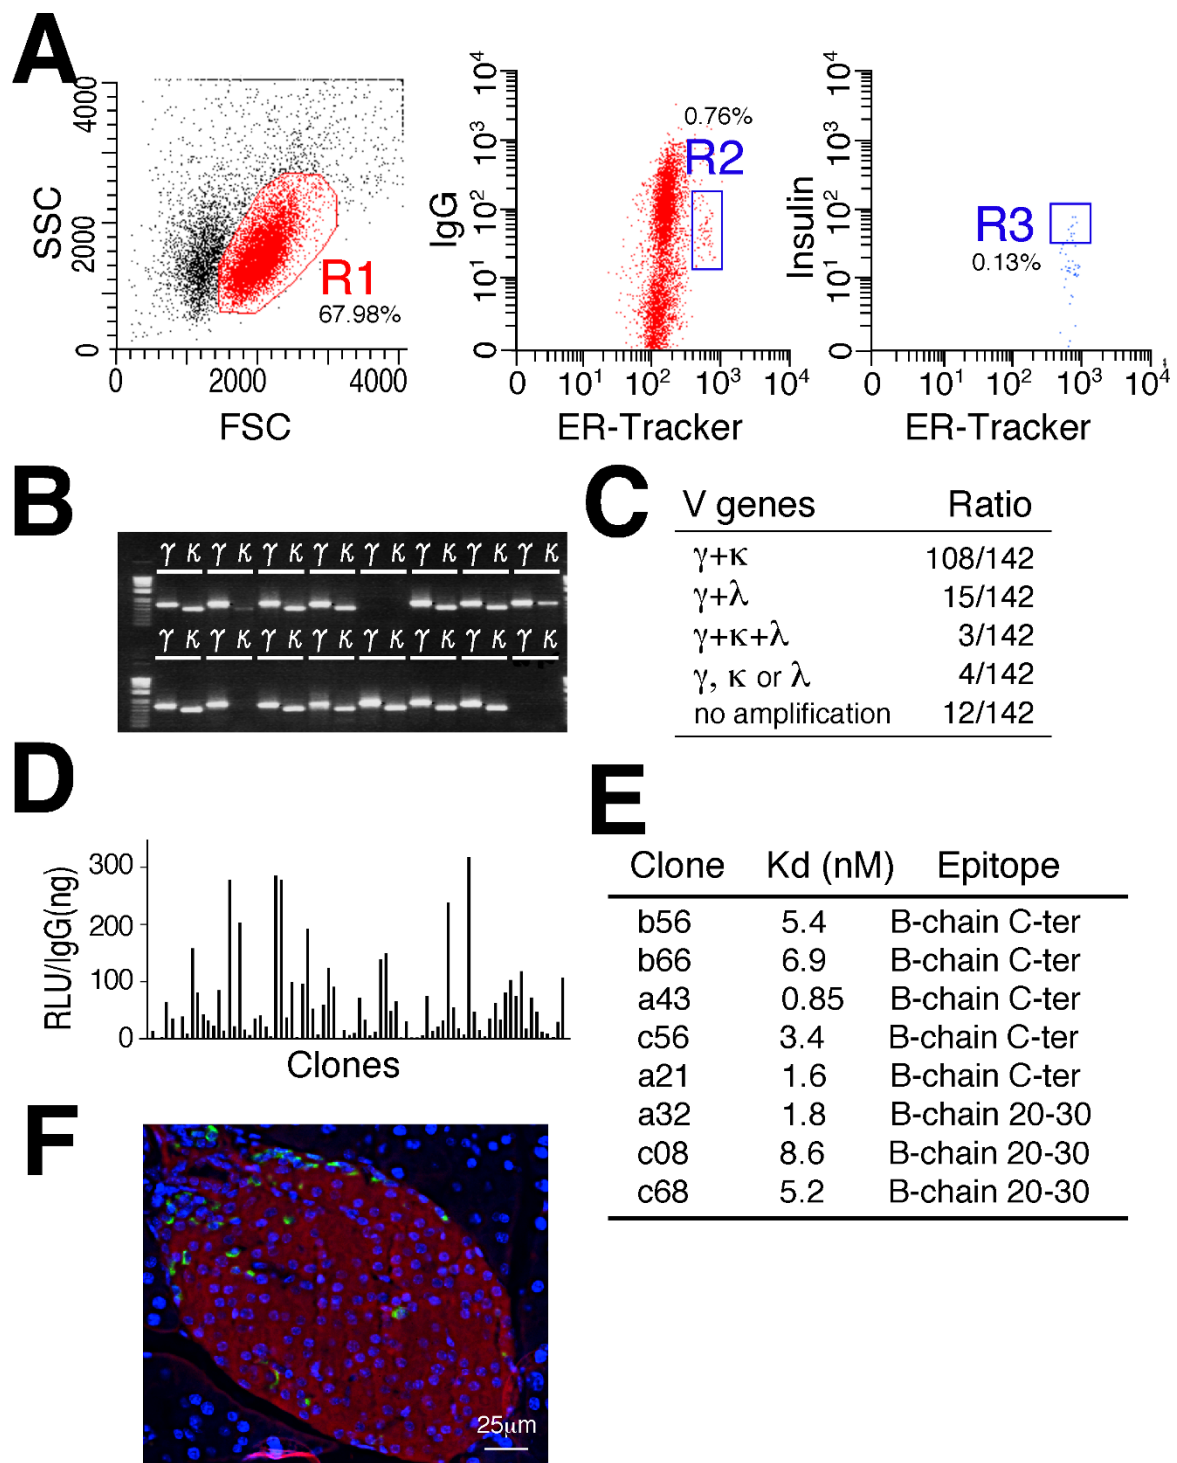 A
SSC
4000
2000
0
R1
67.98%
0
2000
4000
FSC
IgG
10⁴
10³
10²
10¹
0
0.76%
R2
0
10¹
10²
10³
10⁴
ER-Tracker
Insulin
10⁴
10³
10²
10¹
0
R3
0.13%
0
10¹
10²
10³
10⁴
ER-Tracker
B
γ κ γ κ γ κ γ κ γ κ γ κ γ κ γ κ
γ κ γ κ γ κ γ κ γ κ γ κ γ κ γ κ
C
V genes Ratio
γ+κ 108/142
γ+λ 15/142
γ+κ+λ 3/142
γ, κ or λ 4/142
no amplification 12/142
D
RLU/IgG(ng)
300
200
100
0
Clones
E
Clone Kd (nM) Epitope
b56 5.4 B-chain C-ter
b66 6.9 B-chain C-ter
a43 0.85 B-chain C-ter
c56 3.4 B-chain C-ter
a21 1.6 B-chain C-ter
a32 1.8 B-chain 20-30
c08 8.6 B-chain 20-30
c68 5.2 B-chain 20-30
F
25μm